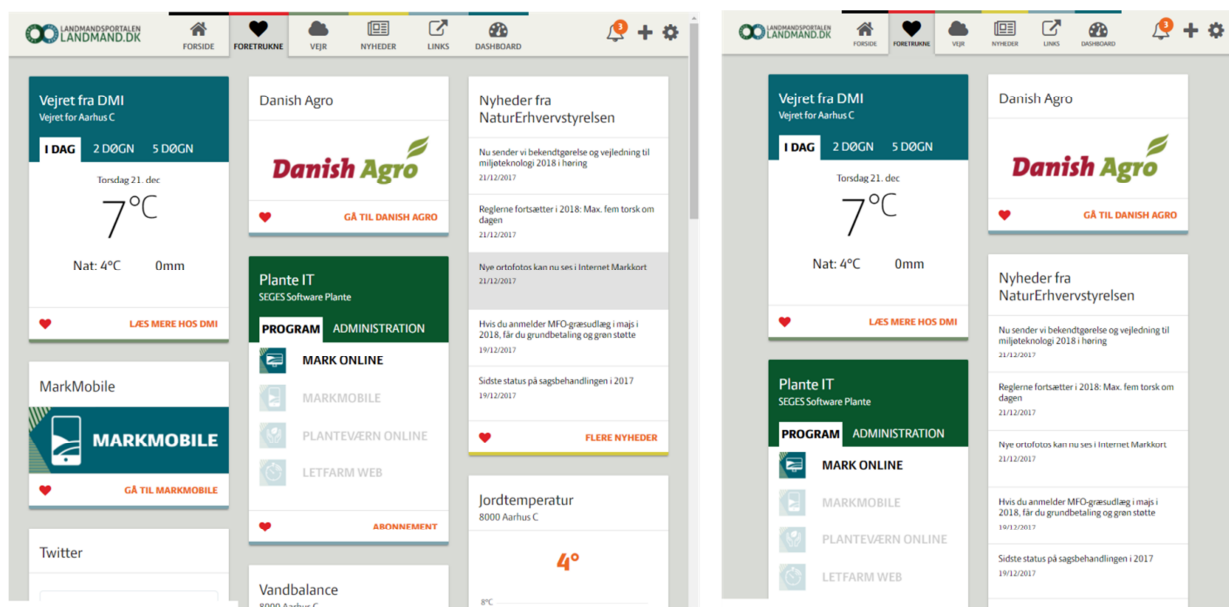 LANDMANDSPORTALEN
LANDMAND.DK
FORSIDE
FORETRUKNE
VEJR
NYHEDER
LINKS
DASHBOARD
3
Vejret fra DMI
Vejret for Aarhus C
I DAG 2 DØGN 5 DØGN
Torsdag 21. dec
7°C
Nat: 4°C 0mm
LÆS MERE HOS DMI
MarkMobile
MARKMOBILE
GÅ TIL MARKMOBILE
Twitter
Danish Agro
Danish Agro
GÅ TIL DANISH AGRO
Plante IT
SEGES Software Plante
PROGRAM ADMINISTRATION
MARK ONLINE
MARKMOBILE
PLANTEVÆRN ONLINE
LETFARM WEB
ABONNEMENT
Vandbalance
8000 Aarhus C
Nyheder fra
NaturErhvervstyrelsen
Nu sender vi bekendtgørelse og vejledning til
miljøteknologi 2018 i høring
21/12/2017
Reglerne fortsætter i 2018: Max. fem torsk om
dagen
21/12/2017
Nye ortofotos kan nu ses i Internet Markkort
21/12/2017
Hvis du anmelder MFO-græsudlæg i majs i
2018, får du grundbetaling og grøn støtte
19/12/2017
Sidste status på sagsbehandlingen i 2017
19/12/2017
FLERE NYHEDER
Jordtemperatur
8000 Aarhus C
4°
8°C
LANDMANDSPORTALEN
LANDMAND.DK
FORSIDE
FORETRUKNE
VEJR
NYHEDER
LINKS
DASHBOARD
3
Vejret fra DMI
Vejret for Aarhus C
I DAG 2 DØGN 5 DØGN
Torsdag 21. dec
7°C
Nat: 4°C 0mm
LÆS MERE HOS DMI
Plante IT
SEGES Software Plante
PROGRAM ADMINISTRATION
MARK ONLINE
MARKMOBILE
PLANTEVÆRN ONLINE
LETFARM WEB
Danish Agro
Danish Agro
GÅ TIL DANISH AGRO
Nyheder fra
NaturErhvervstyrelsen
Nu sender vi bekendtgørelse og vejledning til
miljøteknologi 2018 i høring
21/12/2017
Reglerne fortsætter i 2018: Max. fem torsk om
dagen
21/12/2017
Nye ortofotos kan nu ses i Internet Markkort
21/12/2017
Hvis du anmelder MFO-græsudlæg i majs i
2018, får du grundbetaling og grøn støtte
19/12/2017
Sidste status på sagsbehandlingen i 2017
19/12/2017